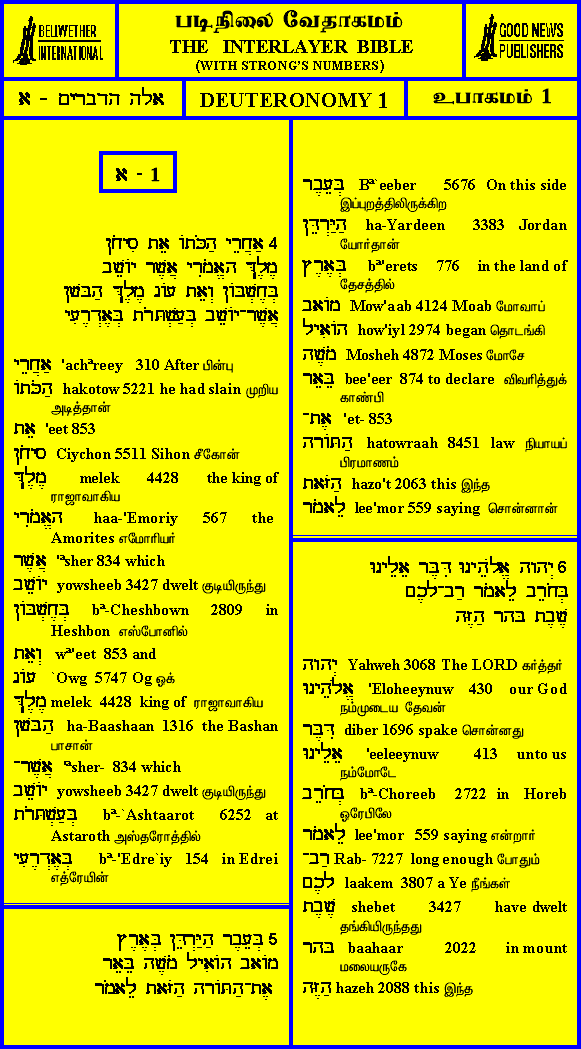 BELLWETHER
INTERNATIONAL
படிநிலை வேதாகமம்
THE INTERLAYER BIBLE
(WITH STRONG'S NUMBERS)
GOOD NEWS
PUBLISHERS
אלה הדברים - א
DEUTERONOMY 1
உபாகமம் 1
א - 1
4 אַחֲרֵי הַכֹּתוֹ אֵת סִיחֹן
מֶלֶךְ הָאֱמֹרִי אֲשֶׁר יוֹשֵׁב
בְּחֶשְׁבּוֹן וְאֵת עוֹג מֶלֶךְ הַבָּשָׁן
אֲשֶׁר־יוֹשֵׁב בְּעַשְׁתָּרֹת בְּאֶדְרֶעִי
אַחֲרֵי 'achªreey 310 After பின்பு
הַכֹּתוֹ hakotow 5221 he had slain முறிய
அடித்தான்
אֵת 'eet 853
סִיחֹן Ciychon 5511 Sihon சீகோன்
מֶלֶךְ melek 4428 the king of
ராஜாவாகிய
הָאֱמֹרִי haa-'Emoriy 567 the
Amorites எமோரியர்
אֲשֶׁר 'ªsher 834 which
יוֹשֵׁב yowsheeb 3427 dwelt குடியிருந்து
בְּחֶשְׁבּוֹן bª-Cheshbown 2809 in
Heshbon எஸ்போனில்
וְאֵת wª'eet 853 and
עוֹג `Owg 5747 Og ஓக்
מֶלֶךְ melek 4428 king of ராஜாவாகிய
הַבָּשָׁן ha-Baashaan 1316 the Bashan
பாசான்
אֲשֶׁר־ 'ªsher- 834 which
יוֹשֵׁב yowsheeb 3427 dwelt குடியிருந்து
בְּעַשְׁתָּרֹת bª-`Ashtaarot 6252 at
Astaroth அஸ்தரோத்தில்
בְּאֶדְרֶעִי bª-'Edre`iy 154 in Edrei
எத்ரேயின்
5 בְּעֵבֶר הַיַּרְדֵּן בְּאֶרֶץ
מוֹאָב הוֹאִיל מֹשֶׁה בֵּאֵר
אֶת־הַתּוֹרָה הַזֹּאת לֵאמֹר
בְּעֵבֶר Bª`eeber 5676 On this side
இப்புறத்திலிருக்கிற
הַיַּרְדֵּן ha-Yardeen 3383 Jordan
யோர்தான்
בְּאֶרֶץ bª'erets 776 in the land of
தேசத்தில்
מוֹאָב Mow'aab 4124 Moab மோவாப்
הוֹאִיל how'iyl 2974 began தொடங்கி
מֹשֶׁה Mosheh 4872 Moses மோசே
בֵּאֵר bee'eer 874 to declare விவரித்துக்
காண்பி
אֶת־ 'et- 853
הַתּוֹרָה hatowraah 8451 law நியாயப்
பிரமாணம்
הַזֹּאת hazo't 2063 this இந்த
לֵאמֹר lee'mor 559 saying சொன்னான்
6 יְהוָה אֱלֹהֵינוּ דִּבֶּר אֵלֵינוּ
בְּחֹרֵב לֵאמֹר רַב־לָכֶם
שֶׁבֶת בָּהָר הַזֶּה
יְהוָה Yahweh 3068 The LORD கர்த்தர்
אֱלֹהֵינוּ 'Eloheeynuw 430 our God
நம்முடைய தேவன்
דִּבֶּר diber 1696 spake சொன்னது
אֵלֵינוּ 'eeleeynuw 413 unto us
நம்மோடே
בְּחֹרֵב bª-Choreeb 2722 in Horeb
ஓரேபிலே
לֵאמֹר lee'mor 559 saying என்றார்
רַב־ Rab- 7227 long enough போதும்
לָכֶם laakem 3807 a Ye நீங்கள்
שֶׁבֶת shebet 3427 have dwelt
தங்கியிருந்தது
בָּהָר baahaar 2022 in mount
மலையருகே
הַזֶּה hazeh 2088 this இந்த